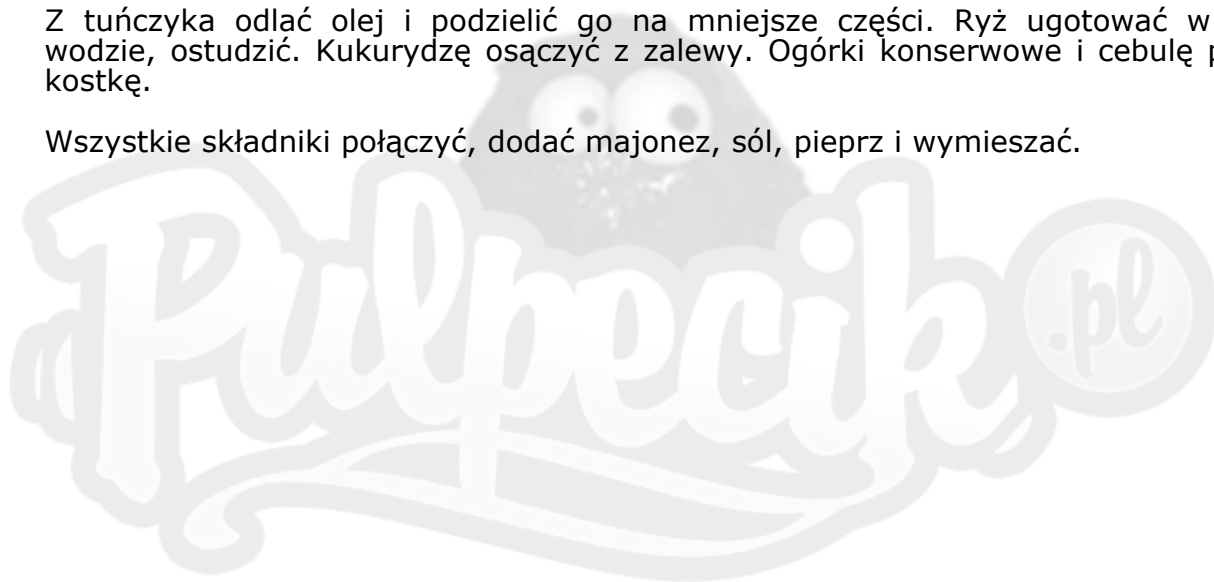 Z tuńczyka odlać olej i podzielić go na mniejsze części. Ryż ugotować w
wodzie, ostudzić. Kukurydzę osączyć z zalewy. Ogórki konserwowe i cebulę
kostkę.
Wszystkie składniki połączyć, dodać majonez, sól, pieprz i wymieszać.
Pulpecik.pl